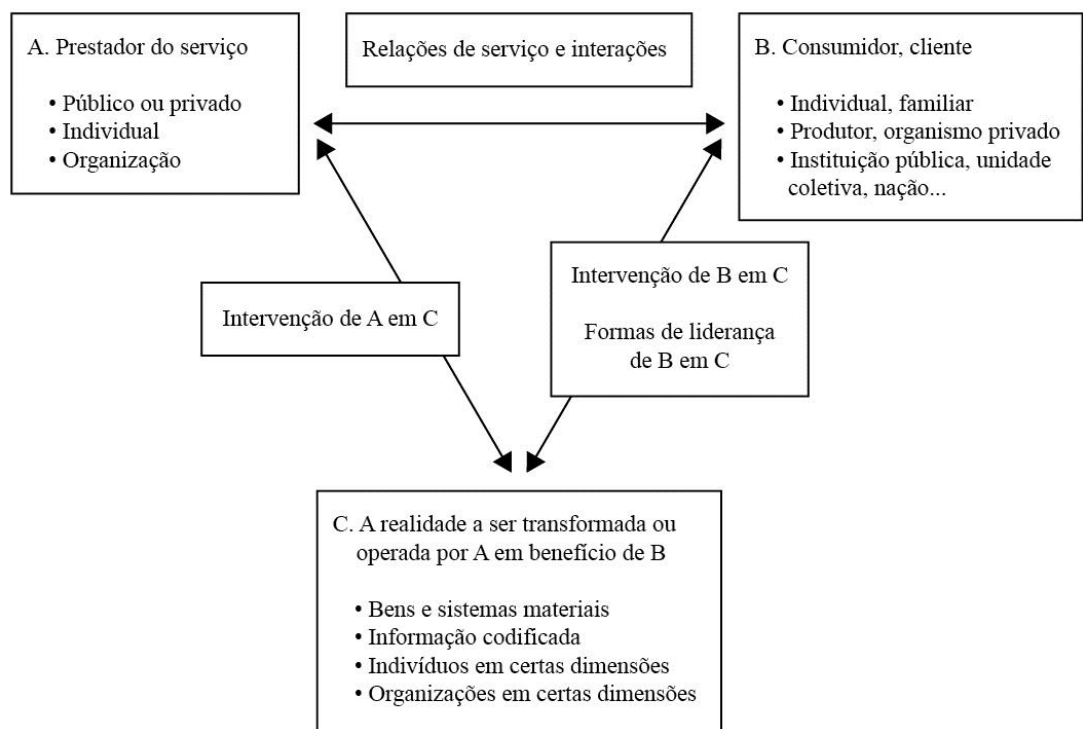 A. Prestador do serviço
• Público ou privado
• Individual
• Organização
Relações de serviço e interações
B. Consumidor, cliente
• Individual, familiar
• Produtor, organismo privado
• Instituição pública, unidade
coletiva, nação...
Intervenção de A em C
Intervenção de B em C
Formas de liderança
de B em C
C. A realidade a ser transformada ou
operada por A em benefício de B
• Bens e sistemas materiais
• Informação codificada
• Indivíduos em certas dimensões
• Organizações em certas dimensões